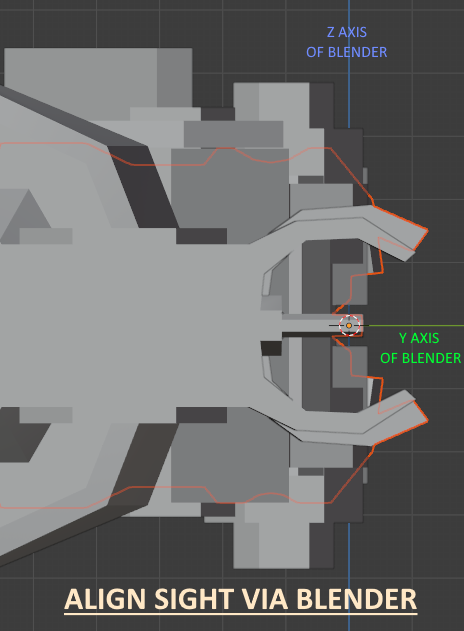 Z AXIS
OF BLENDER
Y AXIS
OF BLENDER
ALIGN SIGHT VIA BLENDER